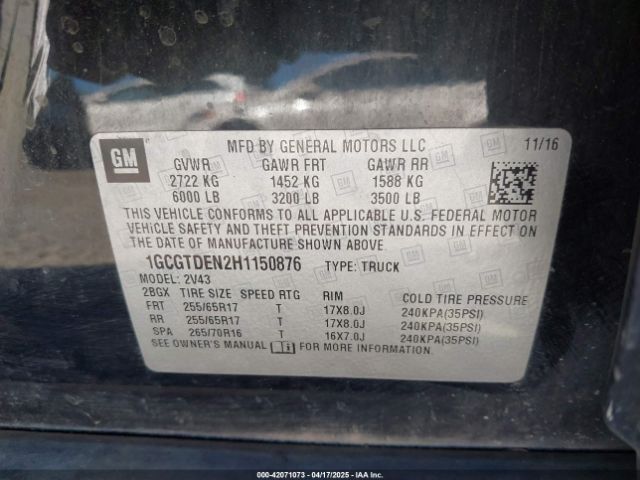 GM
MFD BY GENERAL MOTORS LLC 11/16
GVWR GAWR FRT GAWR RR
2722 KG 1452 KG 1588 KG
6000 LB 3200 LB 3500 LB
THIS VEHICLE CONFORMS TO ALL APPLICABLE U.S. FEDERAL MOTOR
VEHICLE SAFETY AND THEFT PREVENTION STANDARDS IN EFFECT ON
THE DATE OF MANUFACTURE SHOWN ABOVE.
1GCGTDEN2H1150876 TYPE: TRUCK
MODEL: 2V43
2BGX TIRE SIZE SPEED RTG RIM COLD TIRE PRESSURE
FRT 255/65R17 T 17X8.0J 240KPA(35PSI)
RR 255/65R17 T 17X8.0J 240KPA(35PSI)
SPA 265/70R16 T 16X7.0J 240KPA(35PSI)
SEE OWNER'S MANUAL FOR MORE INFORMATION.
000-42071073 - 04/17/2025 - IAA Inc.